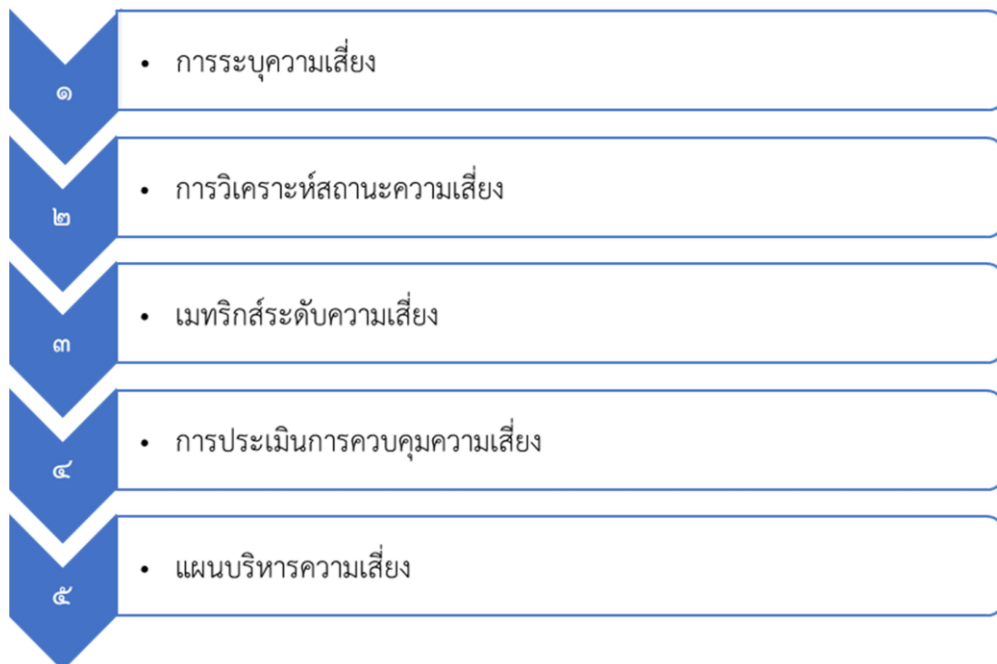 ๑
• การระบุความเสี่ยง
๒
• การวิเคราะห์สถานะความเสี่ยง
๓
• เมทริกส์ระดับความเสี่ยง
๔
• การประเมินการควบคุมความเสี่ยง
๕
• แผนบริหารความเสี่ยง